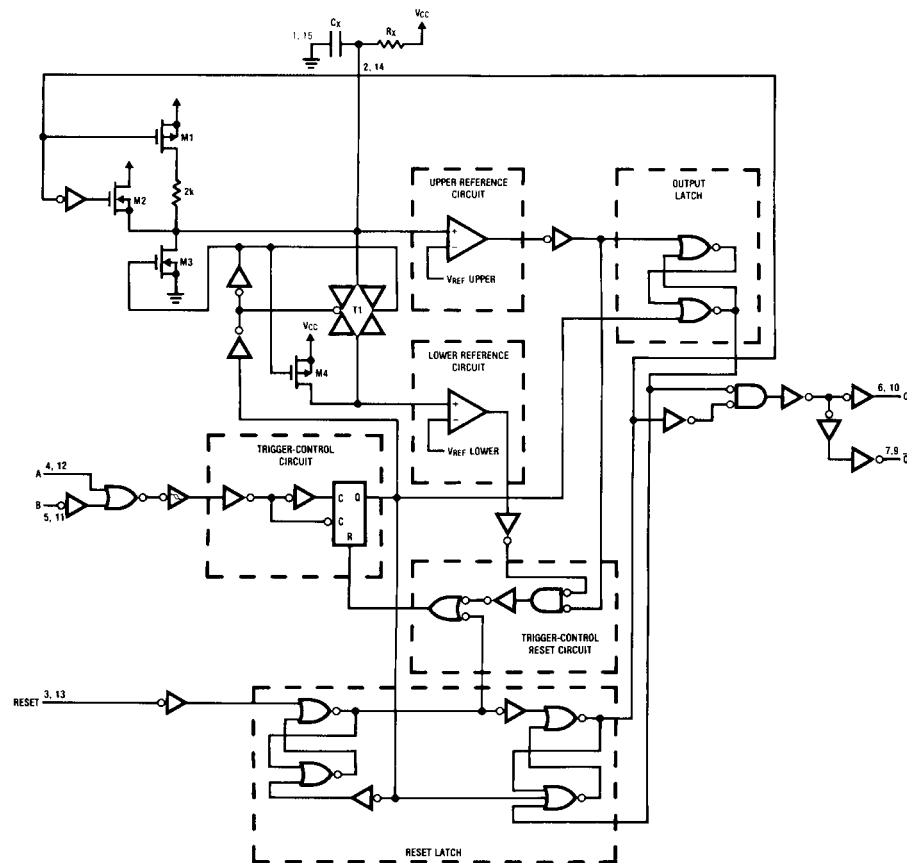 VCC
CX
RX
1, 15
2, 14
M1
M2
2k
M3
UPPER REFERENCE
CIRCUIT
+
−
VREF UPPER
OUTPUT
LATCH
T1
VCC
M4
LOWER REFERENCE
CIRCUIT
+
−
VREF LOWER
6, 10
Q
7,9
Q̅
TRIGGER-CONTROL
CIRCUIT
4, 12
A
B
5, 11
C Q
C
R
TRIGGER-CONTROL
RESET CIRCUIT
RESET 3, 13
RESET LATCH